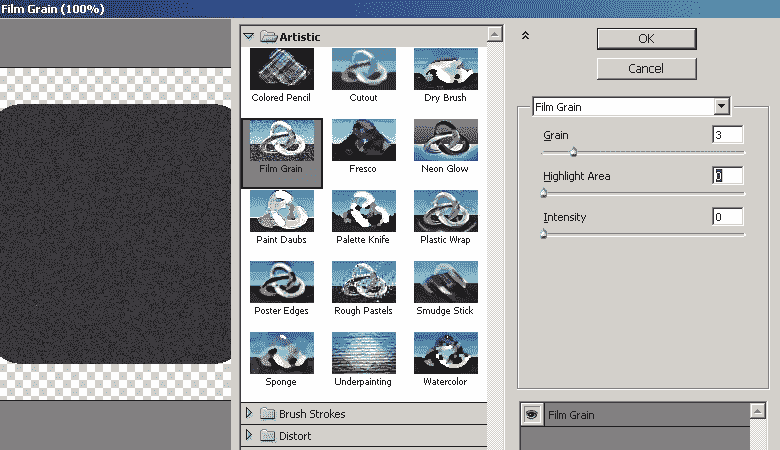 Film Grain (100%)
Artistic
Colored Pencil
Cutout
Dry Brush
Film Grain
Fresco
Neon Glow
Paint Daubs
Palette Knife
Plastic Wrap
Poster Edges
Rough Pastels
Smudge Stick
Sponge
Underpainting
Watercolor
Brush Strokes
Distort
OK
Cancel
Film Grain
Grain 3
Highlight Area 0
Intensity 0
Film Grain